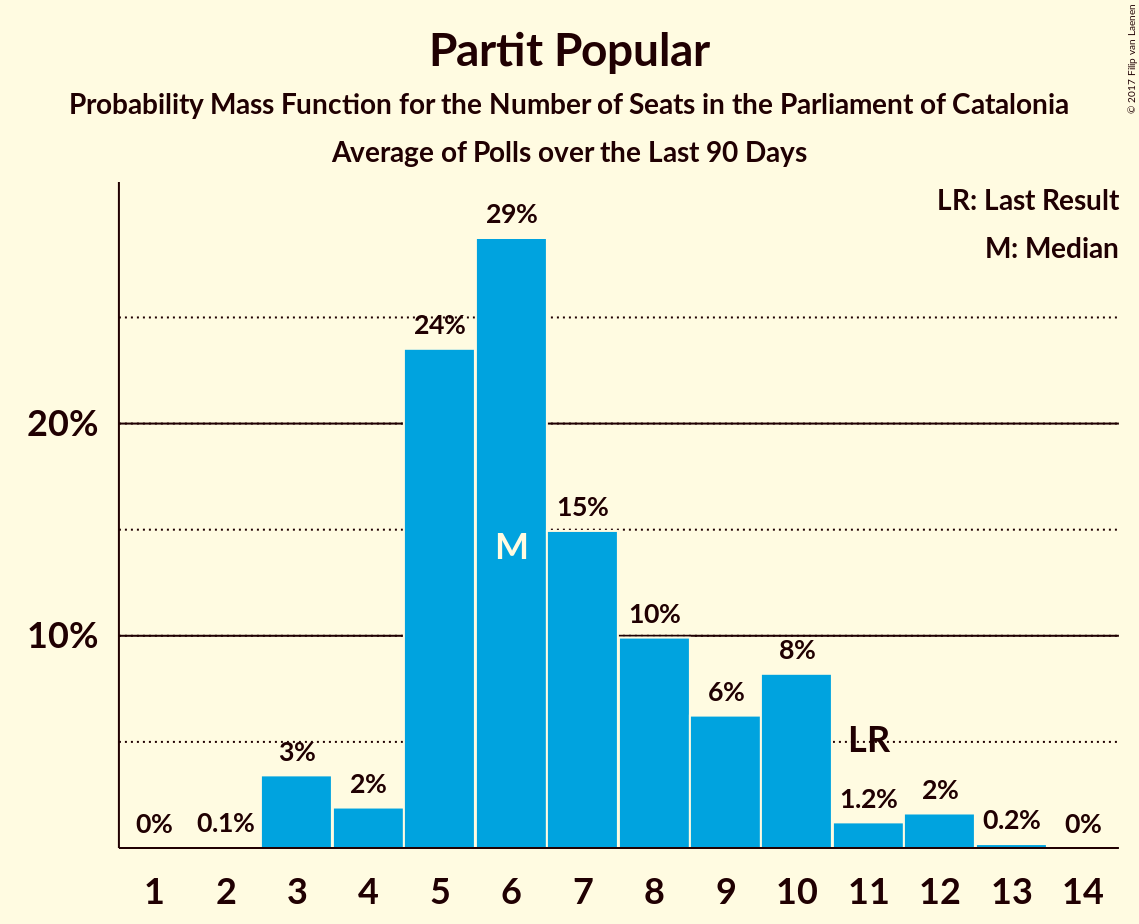 Partit Popular
Probability Mass Function for the Number of Seats in the Parliament of Catalonia
Average of Polls over the Last 90 Days
© 2017 Filip van Laenen
LR: Last Result
M: Median
29%
24%
20%
15%
M
10%
10%
8%
6%
LR
3%
2%
1.2%
2%
0%
0.1%
0.2%
0%
1 2 3 4 5 6 7 8 9 10 11 12 13 14